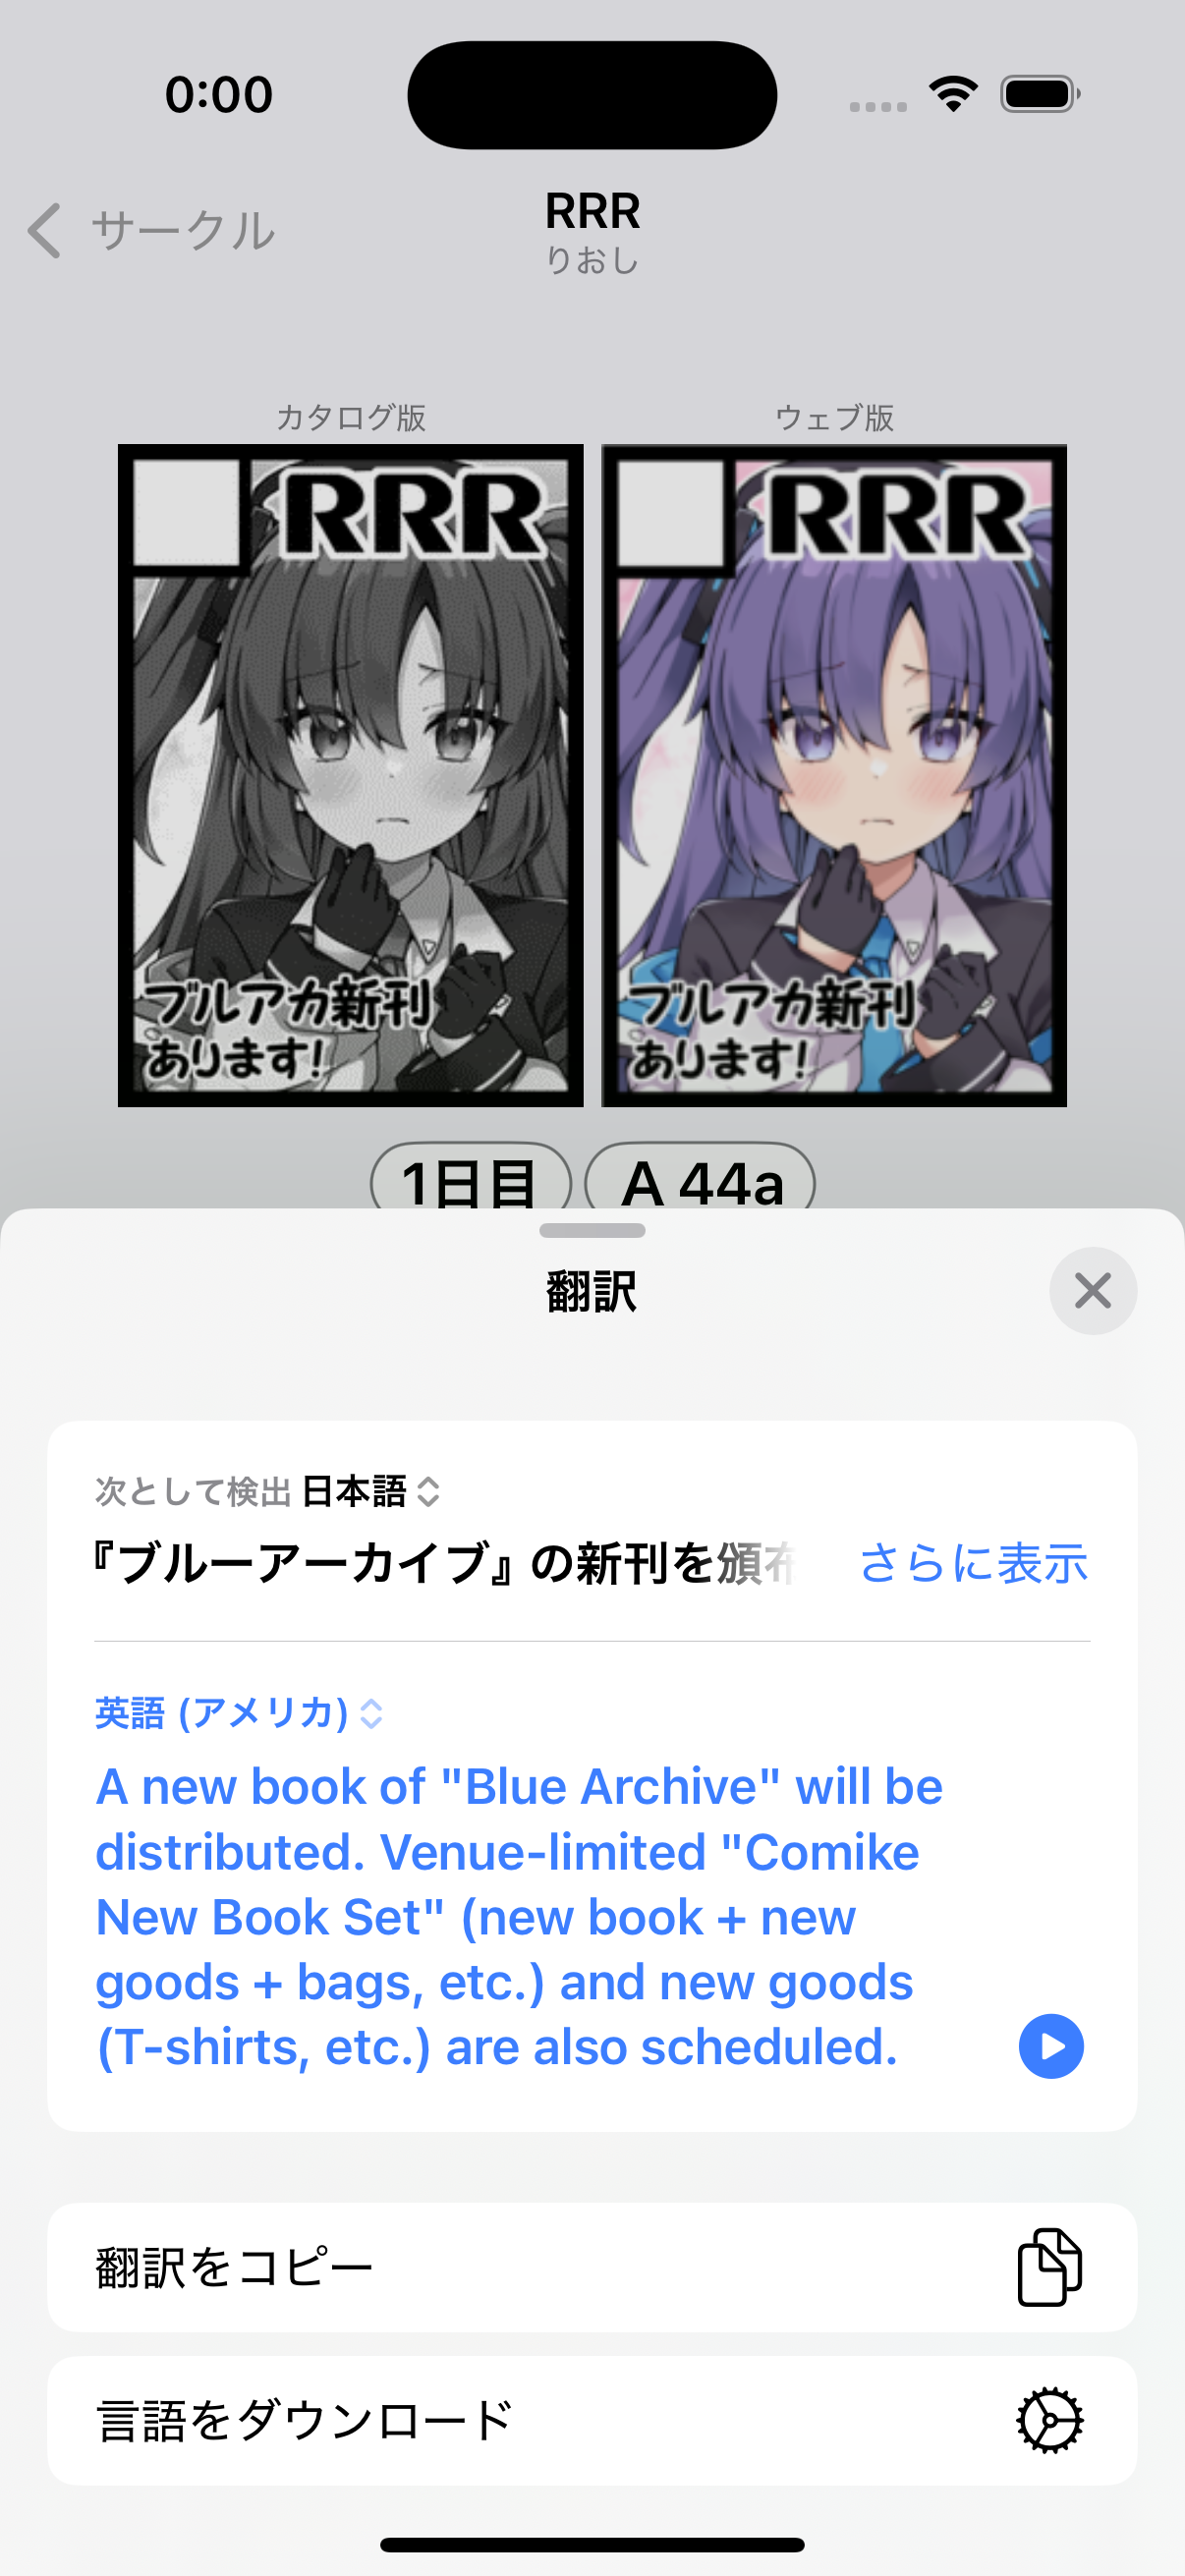 0:00
サークル
RRR
りおし
カタログ版
ウェブ版
RRR
ブルアカ新刊
あります!
RRR
ブルアカ新刊
あります!
1日目
A 44a
翻訳
次として検出 日本語
『ブルーアーカイブ』の新刊を頒布
さらに表示
英語 (アメリカ)
A new book of "Blue Archive" will be
distributed. Venue-limited "Comike
New Book Set" (new book + new
goods + bags, etc.) and new goods
(T-shirts, etc.) are also scheduled.
翻訳をコピー
言語をダウンロード